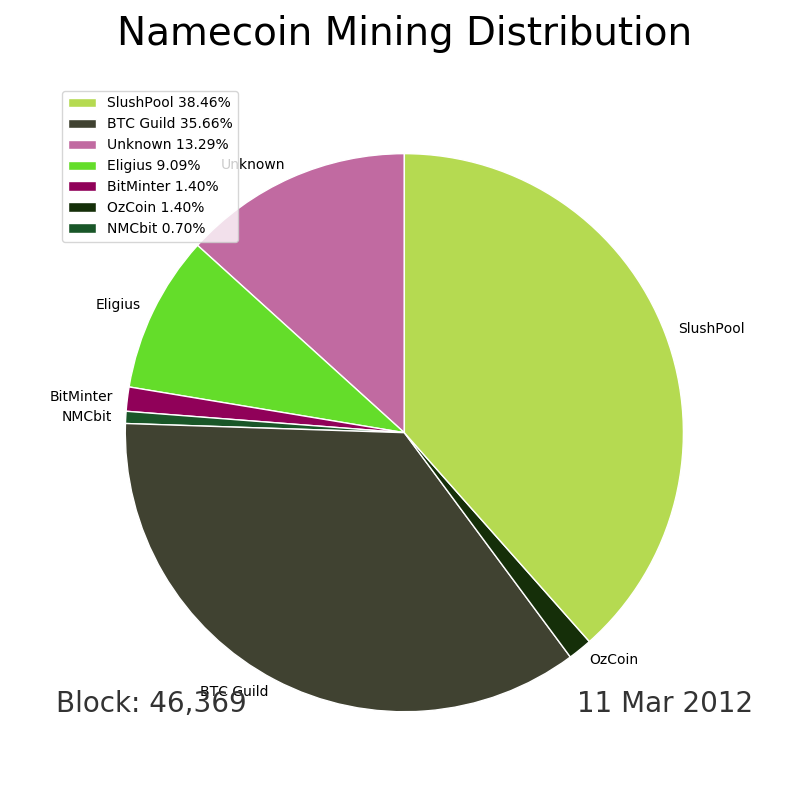 Namecoin Mining Distribution
SlushPool 38.46%
BTC Guild 35.66%
Unknown 13.29%
Eligius 9.09%
BitMinter 1.40%
OzCoin 1.40%
NMCbit 0.70%
Unknown
Eligius
SlushPool
BitMinter
NMCbit
OzCoin
BTC Guild
Block: 46,369
11 Mar 2012